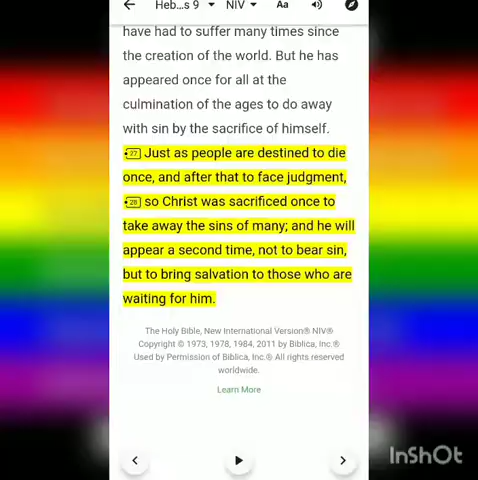 Heb...s 9 NIV Aa
have had to suffer many times since
the creation of the world. But he has
appeared once for all at the
culmination of the ages to do away
with sin by the sacrifice of himself.
27 Just as people are destined to die
once, and after that to face judgment,
28 so Christ was sacrificed once to
take away the sins of many; and he will
appear a second time, not to bear sin,
but to bring salvation to those who are
waiting for him.
The Holy Bible, New International Version® NIV®
Copyright © 1973, 1978, 1984, 2011 by Biblica, Inc.®
Used by Permission of Biblica, Inc.® All rights reserved
worldwide.
Learn More
InShOt